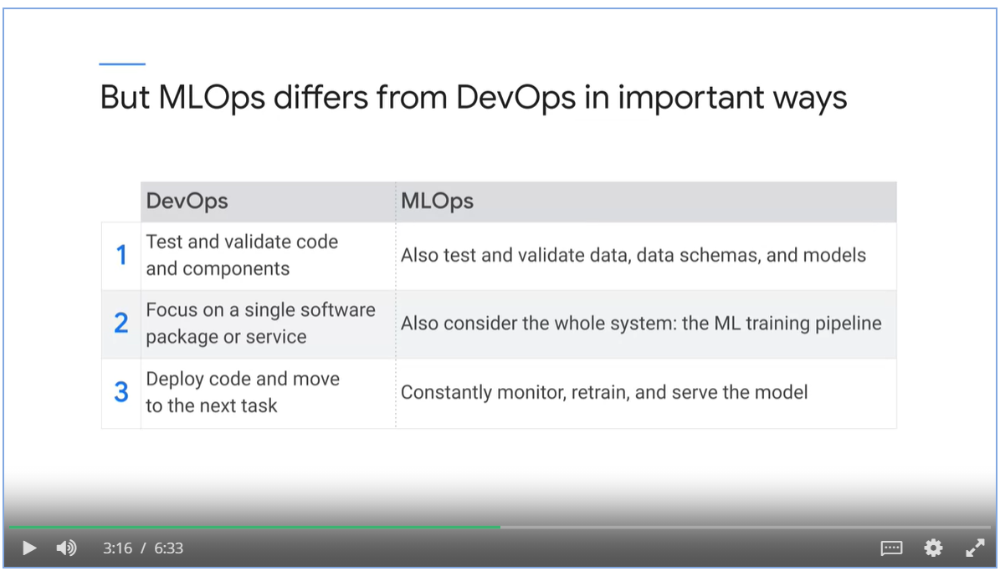 But MLOps differs from DevOps in important ways
DevOps
MLOps
1
Test and validate code
and components
Also test and validate data, data schemas, and models
2
Focus on a single software
package or service
Also consider the whole system: the ML training pipeline
3
Deploy code and move
to the next task
Constantly monitor, retrain, and serve the model
3:16 / 6:33